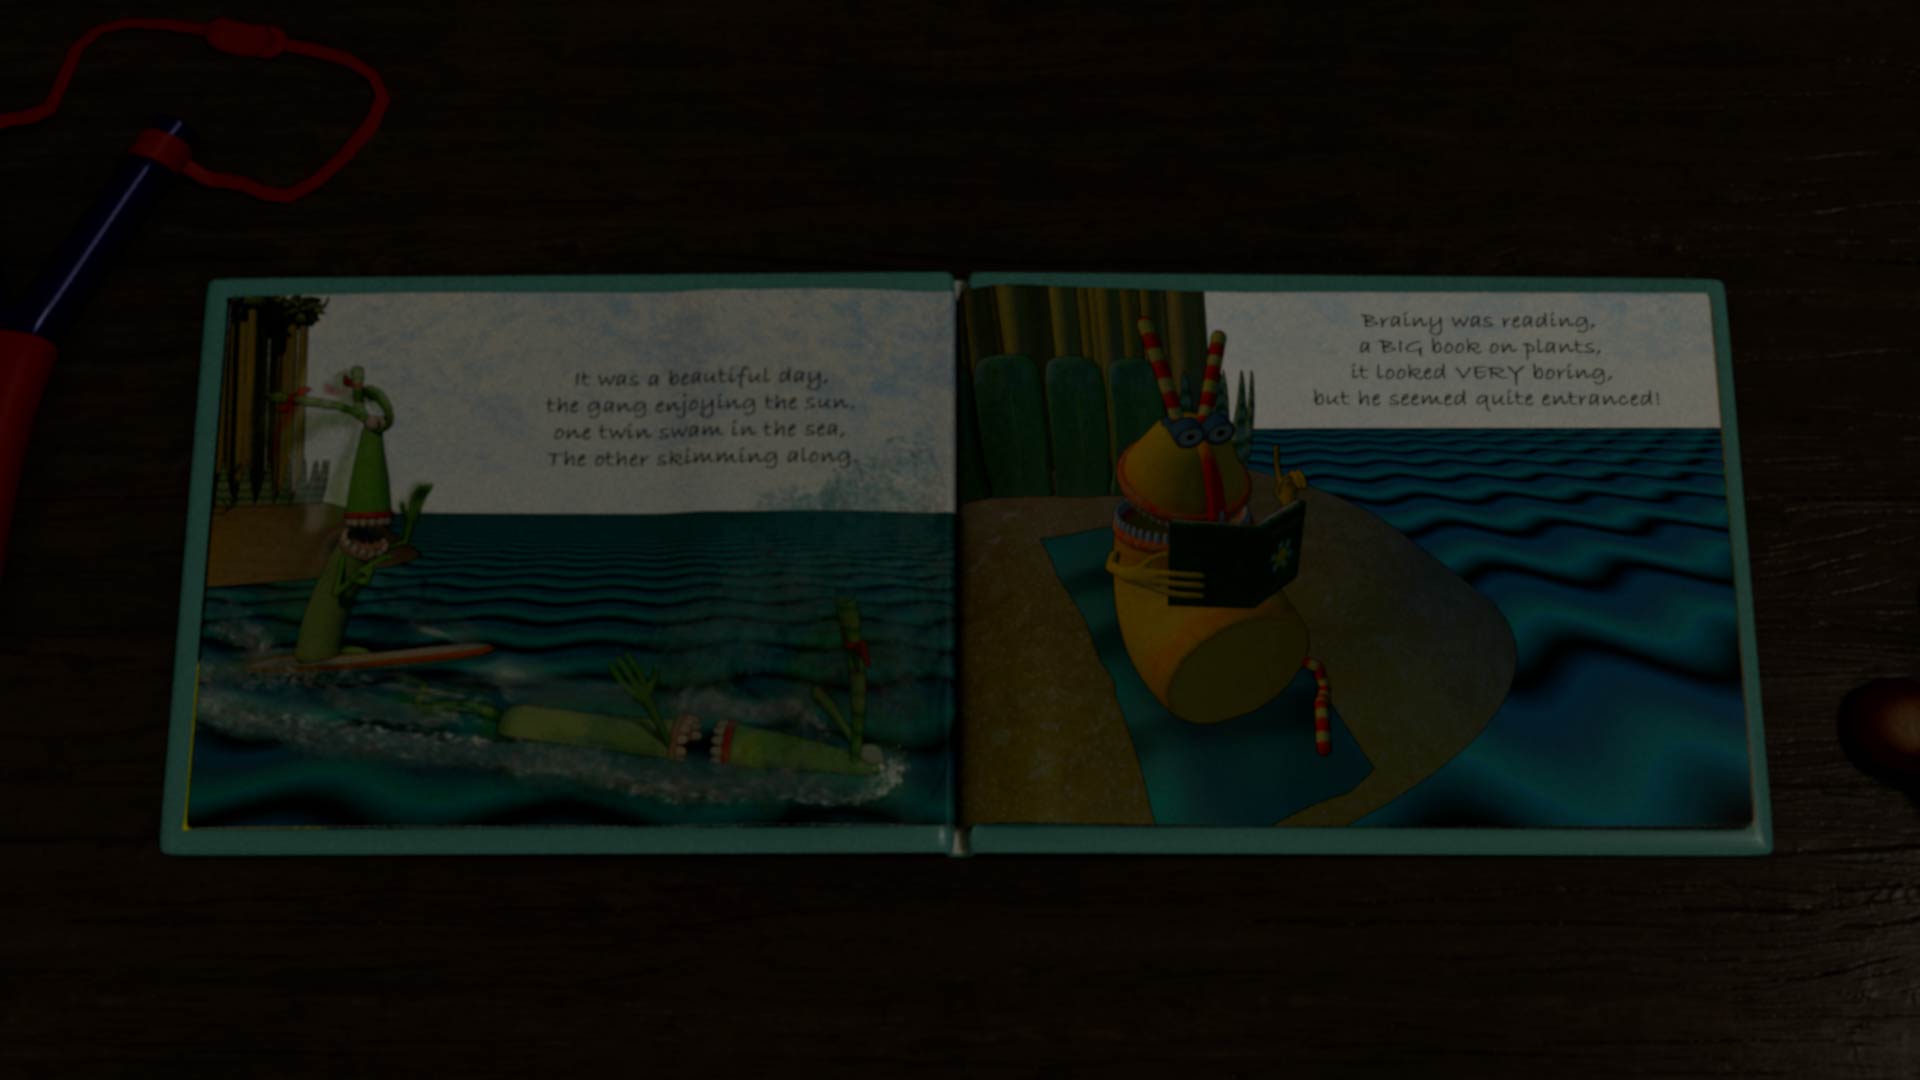 It was a beautiful day,
the gang enjoying the sun,
one twin swam in the sea,
The other skimming along.
Brainy was reading,
a BIG book on plants,
it looked VERY boring,
but he seemed quite entranced!